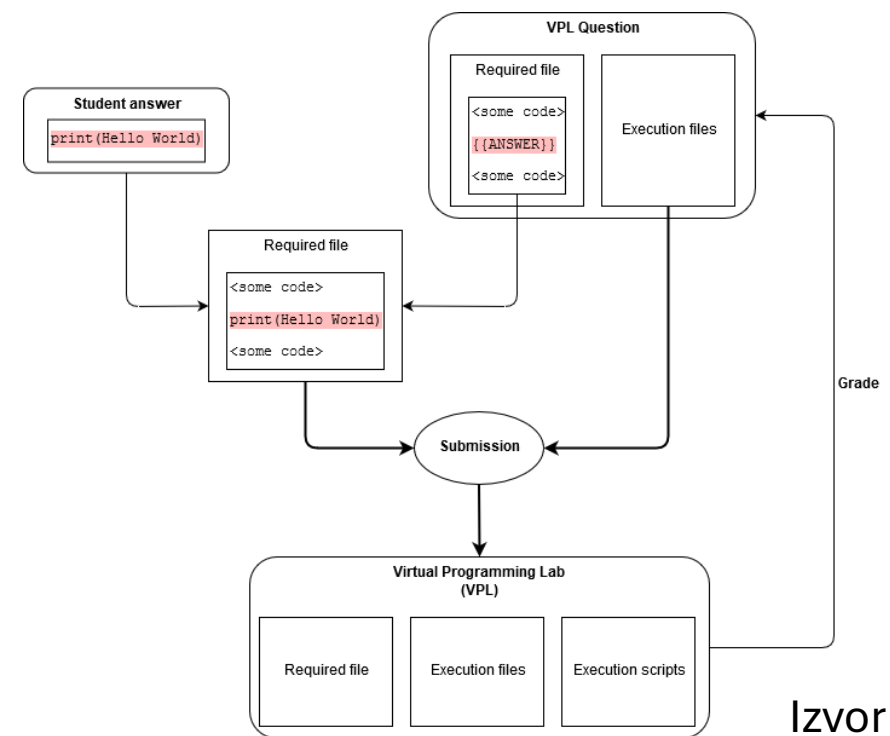 VPL Question
Required file
<some code>
{{ANSWER}}
<some code>
Execution files
Student answer
print(Hello World)
Required file
<some code>
print(Hello World)
<some code>
Grade
Submission
Virtual Programming Lab
(VPL)
Required file
Execution files
Execution scripts
Izvor